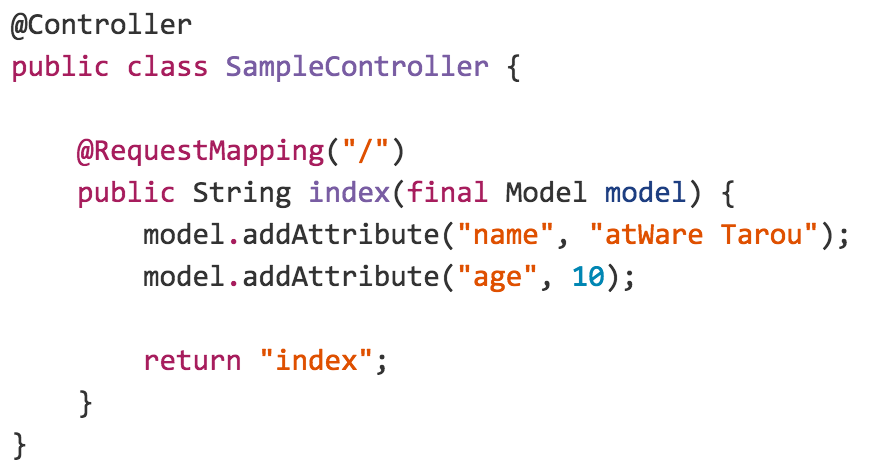 @Controller
public class SampleController {
@RequestMapping("/")
public String index(final Model model) {
model.addAttribute("name", "atWare Tarou");
model.addAttribute("age", 10);
return "index";
}
}